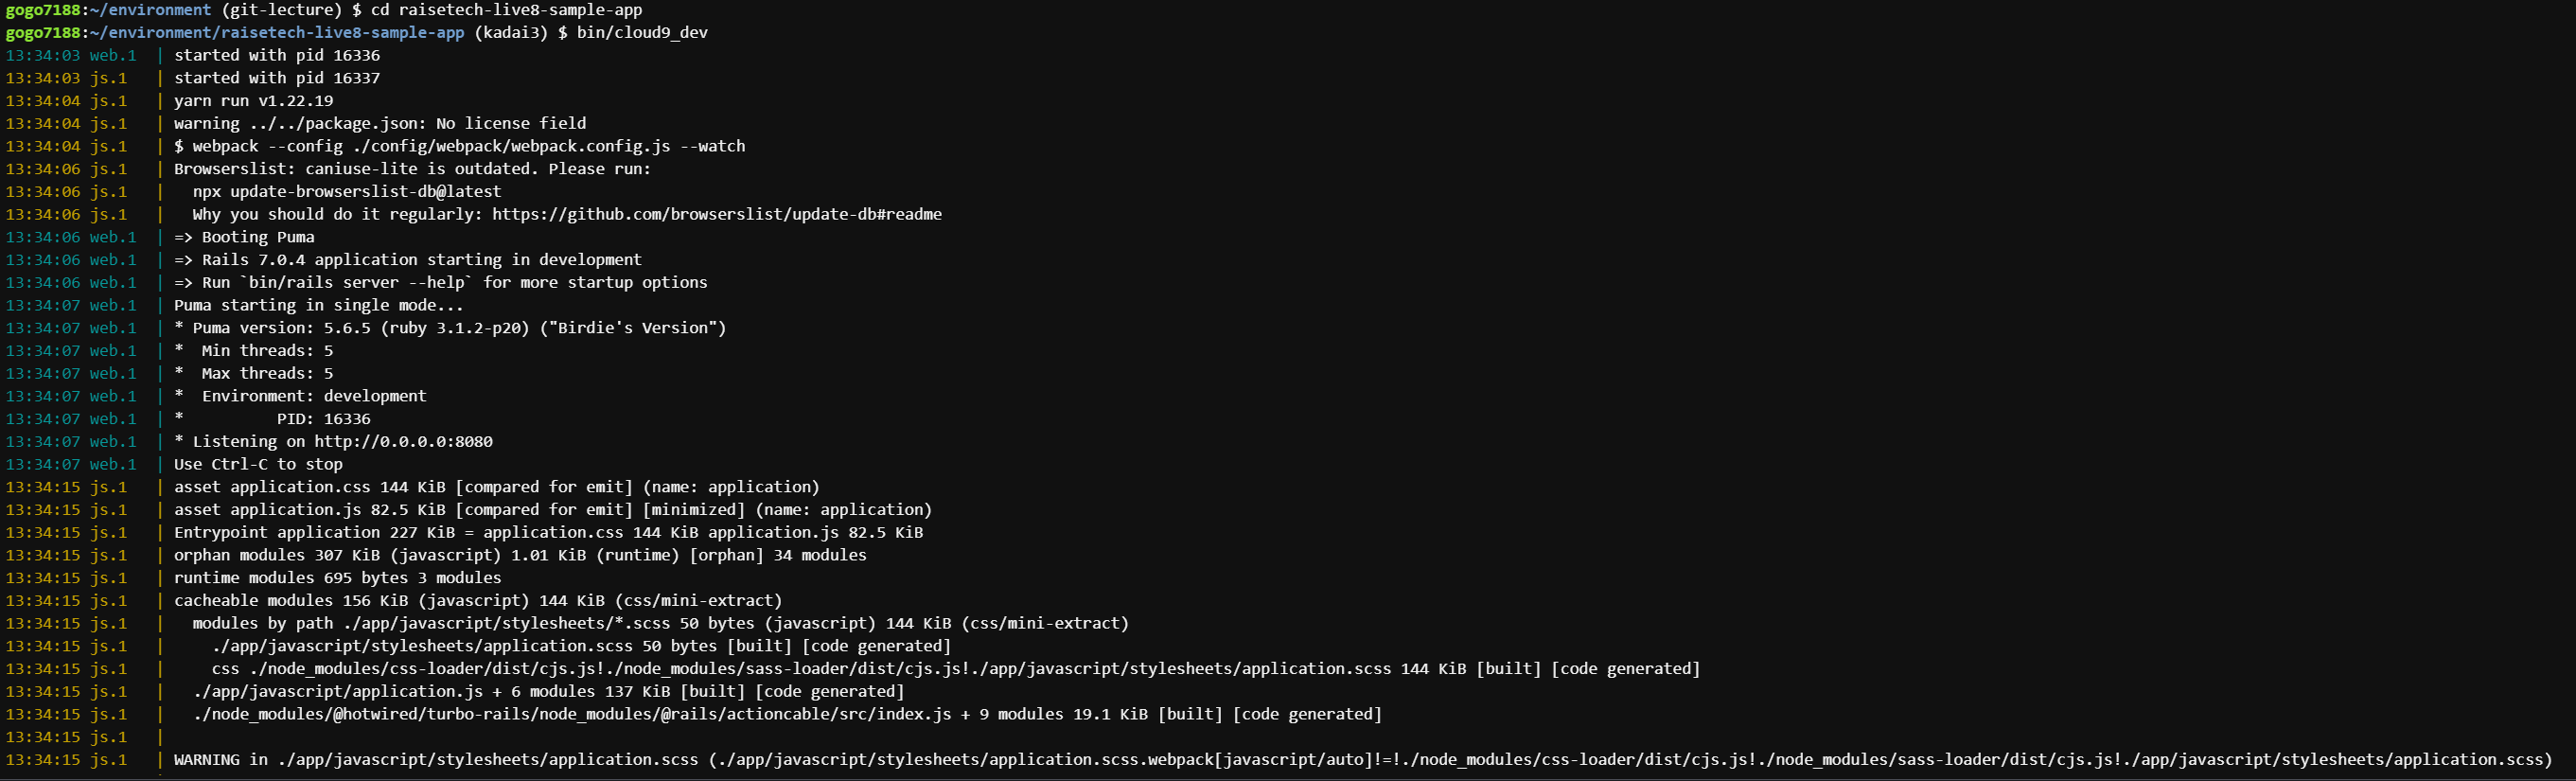 gogo7188:~/environment (git-lecture) $ cd raisetech-live8-sample-app
gogo7188:~/environment/raisetech-live8-sample-app (kadai3) $ bin/cloud9_dev
13:34:03 web.1  | started with pid 16336
13:34:03 js.1   | started with pid 16337
13:34:04 js.1   | yarn run v1.22.19
13:34:04 js.1   | warning ../../package.json: No license field
13:34:04 js.1   | $ webpack --config ./config/webpack/webpack.config.js --watch
13:34:06 js.1   | Browserslist: caniuse-lite is outdated. Please run:
13:34:06 js.1   |   npx update-browserslist-db@latest
13:34:06 js.1   |   Why you should do it regularly: https://github.com/browserslist/update-db#readme
13:34:06 web.1  | => Booting Puma
13:34:06 web.1  | => Rails 7.0.4 application starting in development
13:34:06 web.1  | => Run `bin/rails server --help` for more startup options
13:34:07 web.1  | Puma starting in single mode...
13:34:07 web.1  | * Puma version: 5.6.5 (ruby 3.1.2-p20) ("Birdie's Version")
13:34:07 web.1  | *  Min threads: 5
13:34:07 web.1  | *  Max threads: 5
13:34:07 web.1  | *  Environment: development
13:34:07 web.1  | *          PID: 16336
13:34:07 web.1  | * Listening on http://0.0.0.0:8080
13:34:07 web.1  | Use Ctrl-C to stop
13:34:15 js.1   | asset application.css 144 KiB [compared for emit] (name: application)
13:34:15 js.1   | asset application.js 82.5 KiB [compared for emit] [minimized] (name: application)
13:34:15 js.1   | Entrypoint application 227 KiB = application.css 144 KiB application.js 82.5 KiB
13:34:15 js.1   | orphan modules 307 KiB (javascript) 1.01 KiB (runtime) [orphan] 34 modules
13:34:15 js.1   | runtime modules 695 bytes 3 modules
13:34:15 js.1   | cacheable modules 156 KiB (javascript) 144 KiB (css/mini-extract)
13:34:15 js.1   |   modules by path ./app/javascript/stylesheets/*.scss 50 bytes (javascript) 144 KiB (css/mini-extract)
13:34:15 js.1   |     ./app/javascript/stylesheets/application.scss 50 bytes [built] [code generated]
13:34:15 js.1   |     css ./node_modules/css-loader/dist/cjs.js!./node_modules/sass-loader/dist/cjs.js!./app/javascript/stylesheets/application.scss 144 KiB [built] [code generated]
13:34:15 js.1   |   ./app/javascript/application.js + 6 modules 137 KiB [built] [code generated]
13:34:15 js.1   |   ./node_modules/@hotwired/turbo-rails/node_modules/@rails/actioncable/src/index.js + 9 modules 19.1 KiB [built] [code generated]
13:34:15 js.1   |
13:34:15 js.1   | WARNING in ./app/javascript/stylesheets/application.scss (./app/javascript/stylesheets/application.scss.webpack[javascript/auto]!=!./node_modules/css-loader/dist/cjs.js!./node_modules/sass-loader/dist/cjs.js!./app/javascript/stylesheets/application.scss)